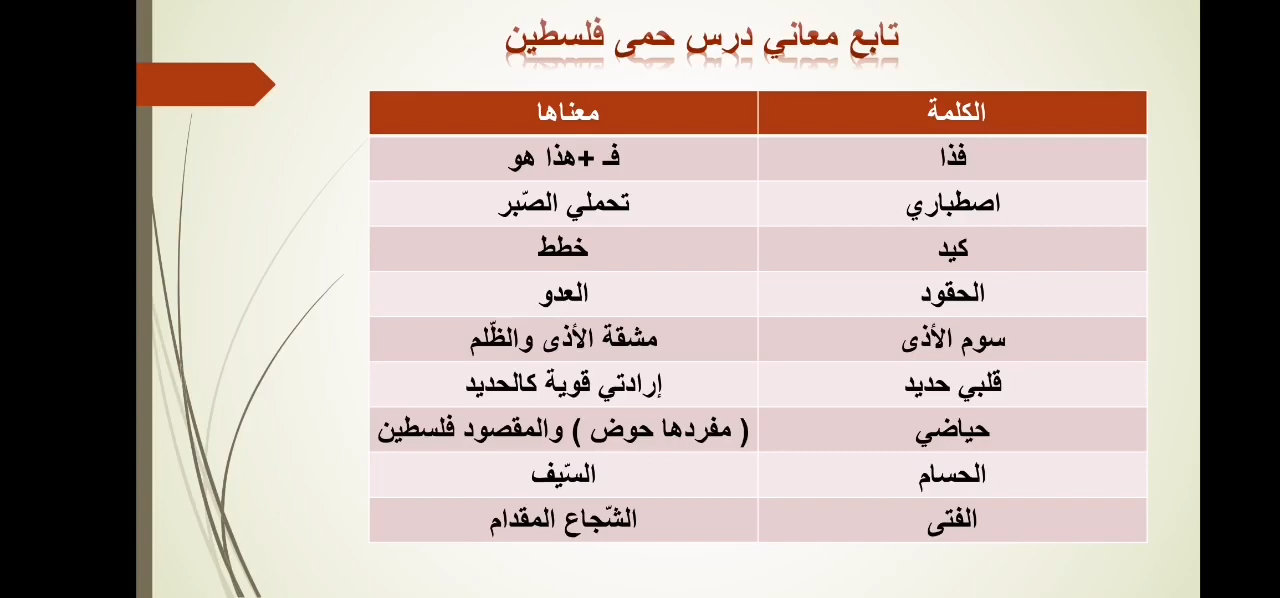 تابع معاني درس حمى فلسطين
الكلمة معناها
فذا فـ +هذا هو
اصطباري تحملي الصّبر
كيد خطط
الحقود العدو
سوم الأذى مشقة الأذى والظّلم
قلبي حديد إرادتي قوية كالحديد
حياضي ( مفردها حوض ) والمقصود فلسطين
الحسام السّيف
الفتى الشّجاع المقدام